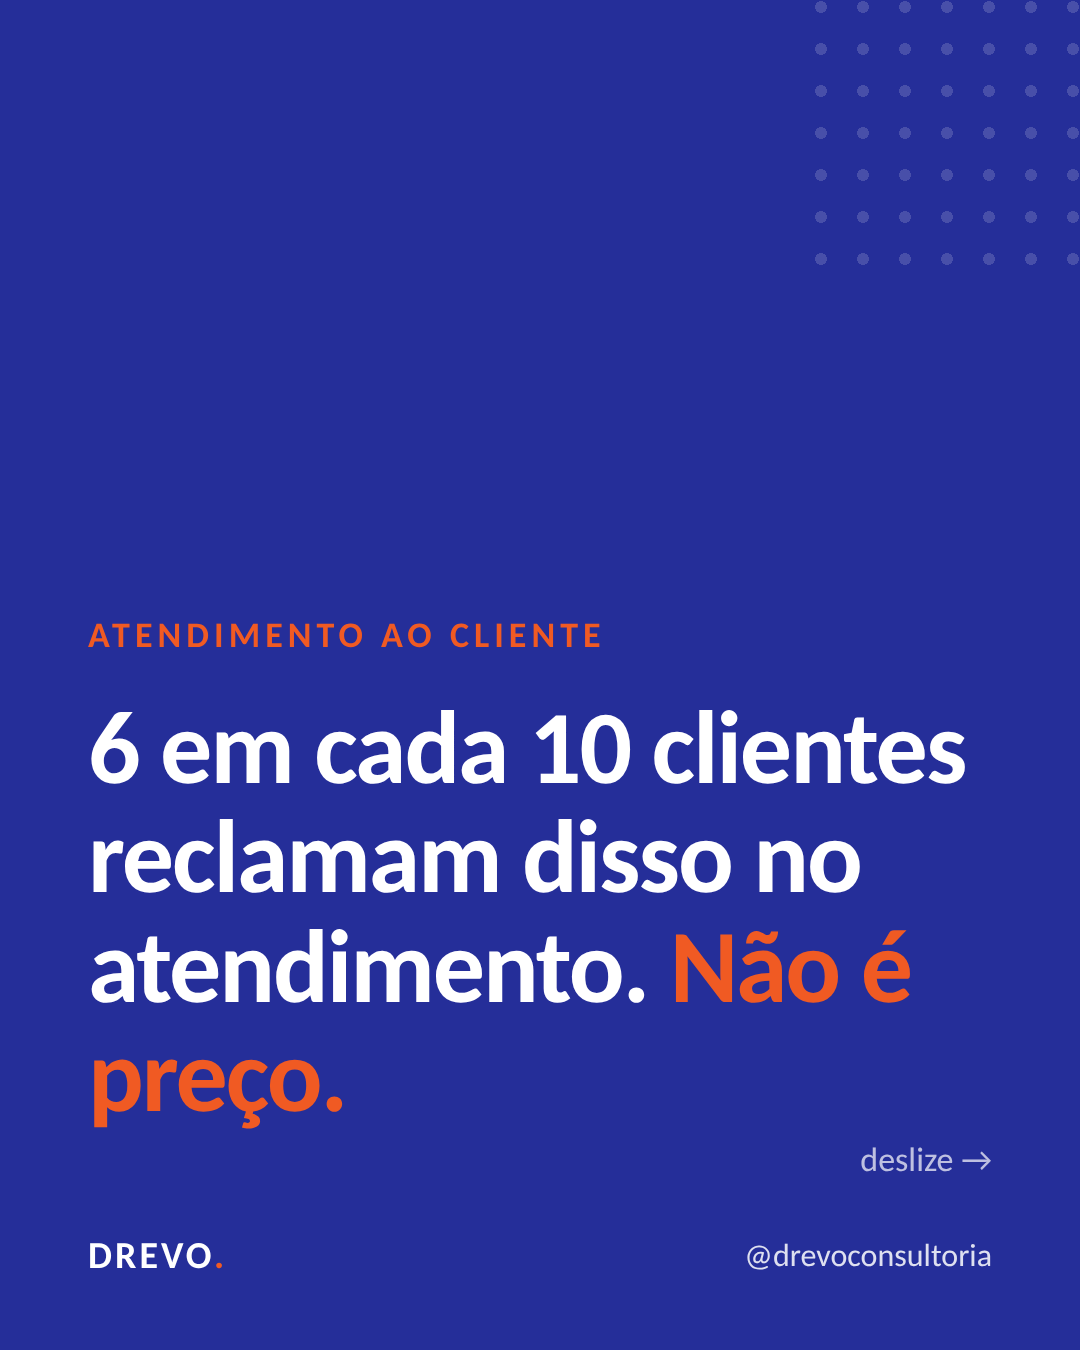 ATENDIMENTO AO CLIENTE
6 em cada 10 clientes
reclamam disso no
atendimento. Não é
preço.
deslize →
DREVO.
@drevoconsultoria